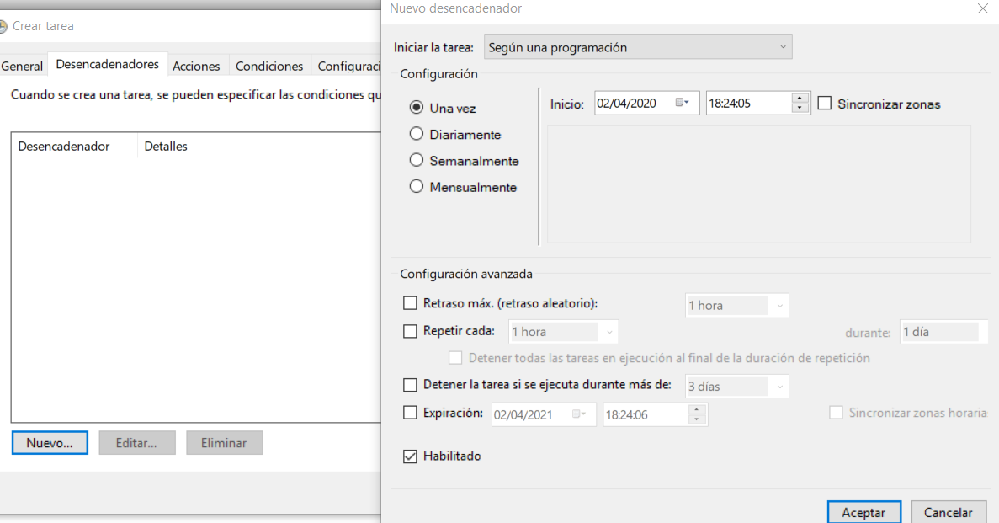 Crear tarea
General Desencadenadores Acciones Condiciones Configuraci
Cuando se crea una tarea, se pueden especificar las condiciones qu
Desencadenador Detalles
Nuevo... Editar... Eliminar
Nuevo desencadenador
Iniciar la tarea: Según una programación
Configuración
Una vez
Diariamente
Semanalmente
Mensualmente
Inicio: 02/04/2020 18:24:05 Sincronizar zonas
Configuración avanzada
Retraso máx. (retraso aleatorio): 1 hora
Repetir cada: 1 hora durante: 1 día
Detener todas las tareas en ejecución al final de la duración de repetición
Detener la tarea si se ejecuta durante más de: 3 días
Expiración: 02/04/2021 18:24:06 Sincronizar zonas horaria
Habilitado
Aceptar Cancelar